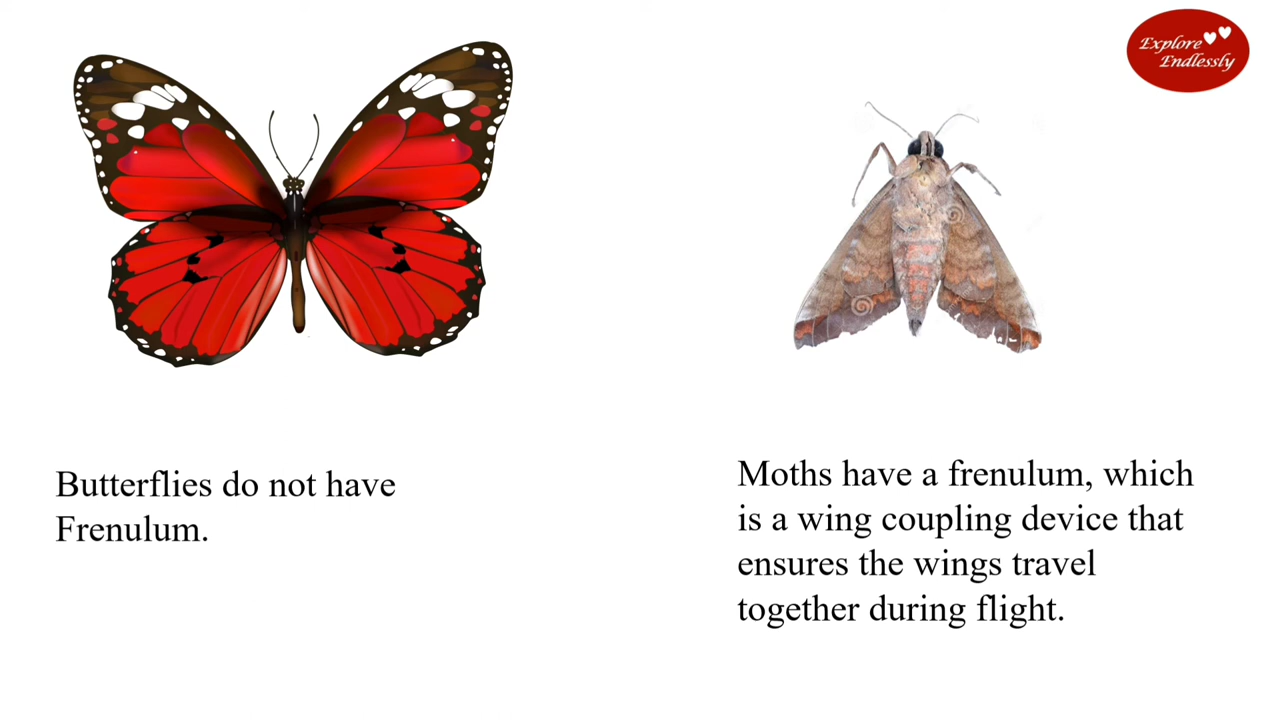 Explore
Endlessly
Butterflies do not have
Frenulum.
Moths have a frenulum, which
is a wing coupling device that
ensures the wings travel
together during flight.